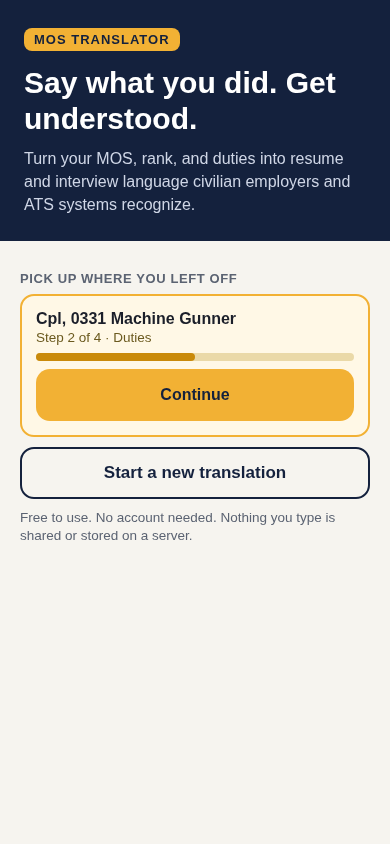 MOS TRANSLATOR
Say what you did. Get
understood.
Turn your MOS, rank, and duties into resume
and interview language civilian employers and
ATS systems recognize.
PICK UP WHERE YOU LEFT OFF
Cpl, 0331 Machine Gunner
Step 2 of 4 · Duties
Continue
Start a new translation
Free to use. No account needed. Nothing you type is
shared or stored on a server.